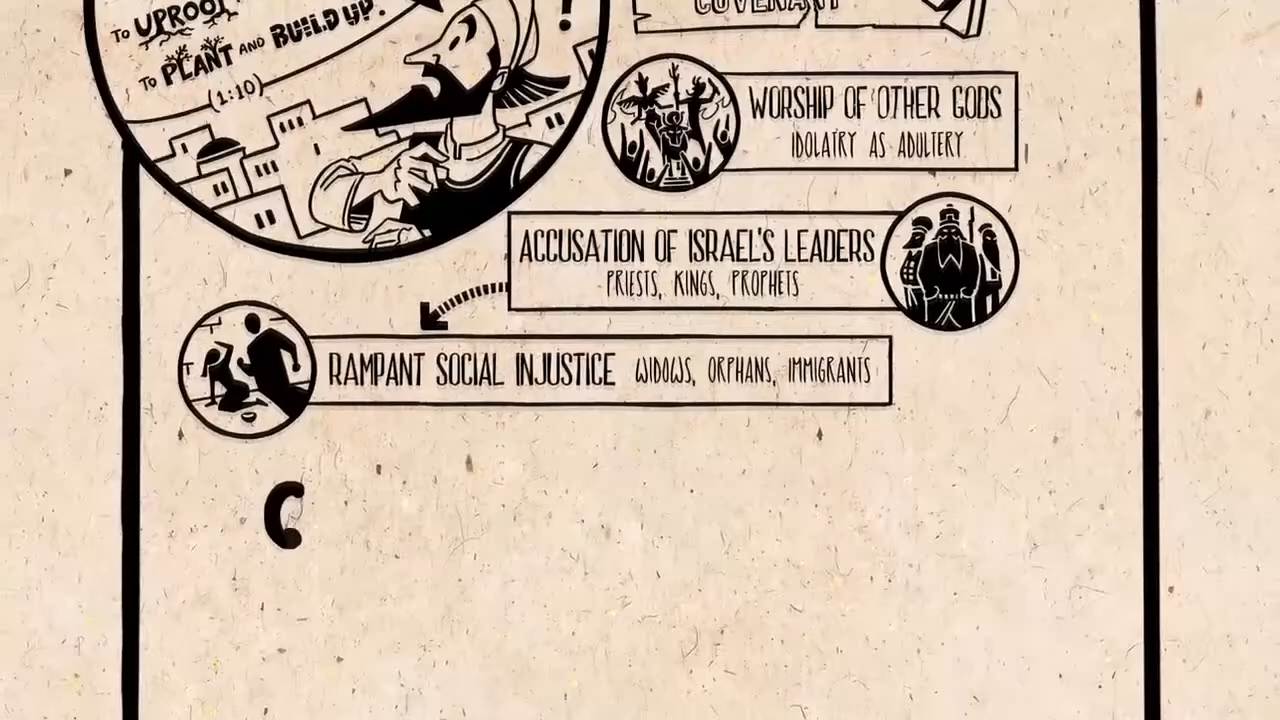 TO UPROOT
TO PLANT AND BUILD UP.
(1:10)
!
COVENANT
WORSHIP OF OTHER GODS
IDOLATRY AS ADULTERY
ACCUSATION OF ISRAEL'S LEADERS
PRIESTS, KINGS, PROPHETS
RAMPANT SOCIAL INJUSTICE WIDOWS, ORPHANS, IMMIGRANTS
C